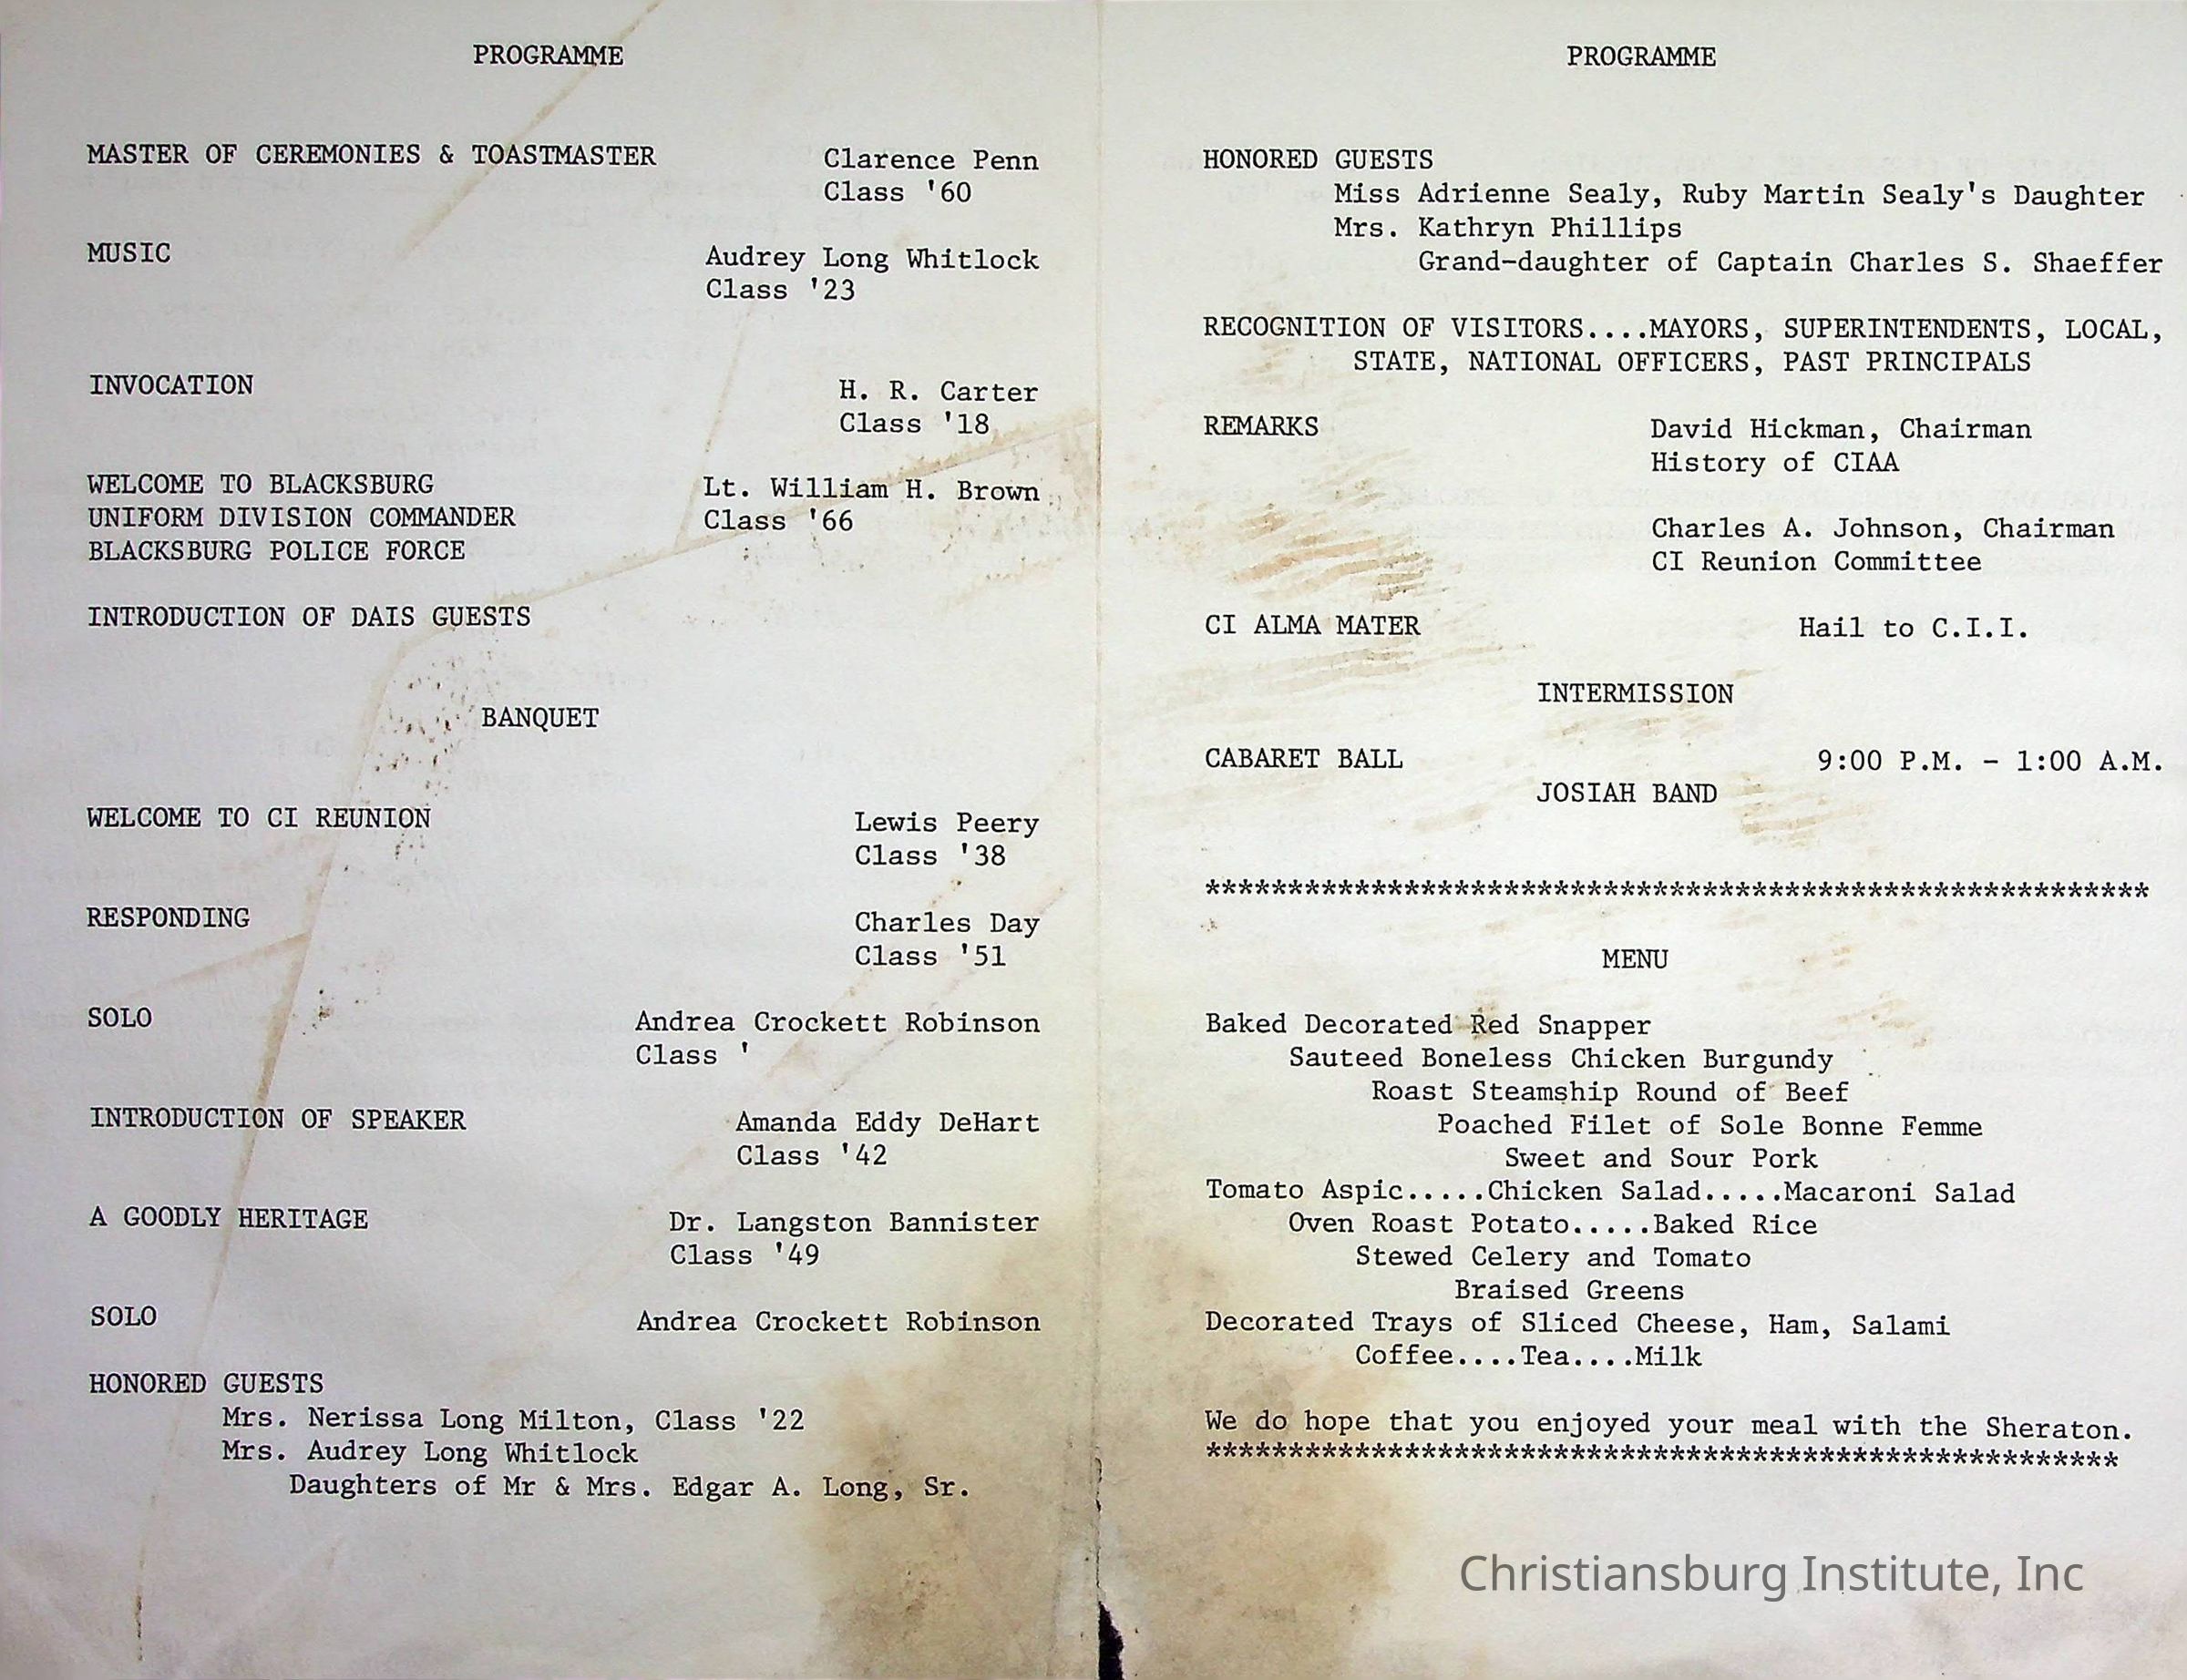 PROGRAMME
MASTER OF CEREMONIES & TOASTMASTER Clarence Penn
Class '60
MUSIC Audrey Long Whitlock
Class '23
INVOCATION H. R. Carter
Class '18
WELCOME TO BLACKSBURG Lt. William H. Brown
UNIFORM DIVISION COMMANDER Class '66
BLACKSBURG POLICE FORCE
INTRODUCTION OF DAIS GUESTS
BANQUET
WELCOME TO CI REUNION Lewis Peery
Class '38
RESPONDING Charles Day
Class '51
SOLO Andrea Crockett Robinson
Class '
INTRODUCTION OF SPEAKER Amanda Eddy DeHart
Class '42
A GOODLY HERITAGE Dr. Langston Bannister
Class '49
SOLO Andrea Crockett Robinson
HONORED GUESTS
Mrs. Nerissa Long Milton, Class '22
Mrs. Audrey Long Whitlock
Daughters of Mr & Mrs. Edgar A. Long, Sr.
PROGRAMME
HONORED GUESTS
Miss Adrienne Sealy, Ruby Martin Sealy's Daughter
Mrs. Kathryn Phillips
Grand-daughter of Captain Charles S. Shaeffer
RECOGNITION OF VISITORS....MAYORS, SUPERINTENDENTS, LOCAL,
STATE, NATIONAL OFFICERS, PAST PRINCIPALS
REMARKS David Hickman, Chairman
History of CIAA
Charles A. Johnson, Chairman
CI Reunion Committee
CI ALMA MATER Hail to C.I.I.
INTERMISSION
CABARET BALL 9:00 P.M. - 1:00 A.M.
JOSIAH BAND
*********************************************************
MENU
Baked Decorated Red Snapper
Sauteed Boneless Chicken Burgundy
Roast Steamship Round of Beef
Poached Filet of Sole Bonne Femme
Sweet and Sour Pork
Tomato Aspic.....Chicken Salad.....Macaroni Salad
Oven Roast Potato.....Baked Rice
Stewed Celery and Tomato
Braised Greens
Decorated Trays of Sliced Cheese, Ham, Salami
Coffee....Tea....Milk
We do hope that you enjoyed your meal with the Sheraton.
*******************************************************
Christiansburg Institute, Inc